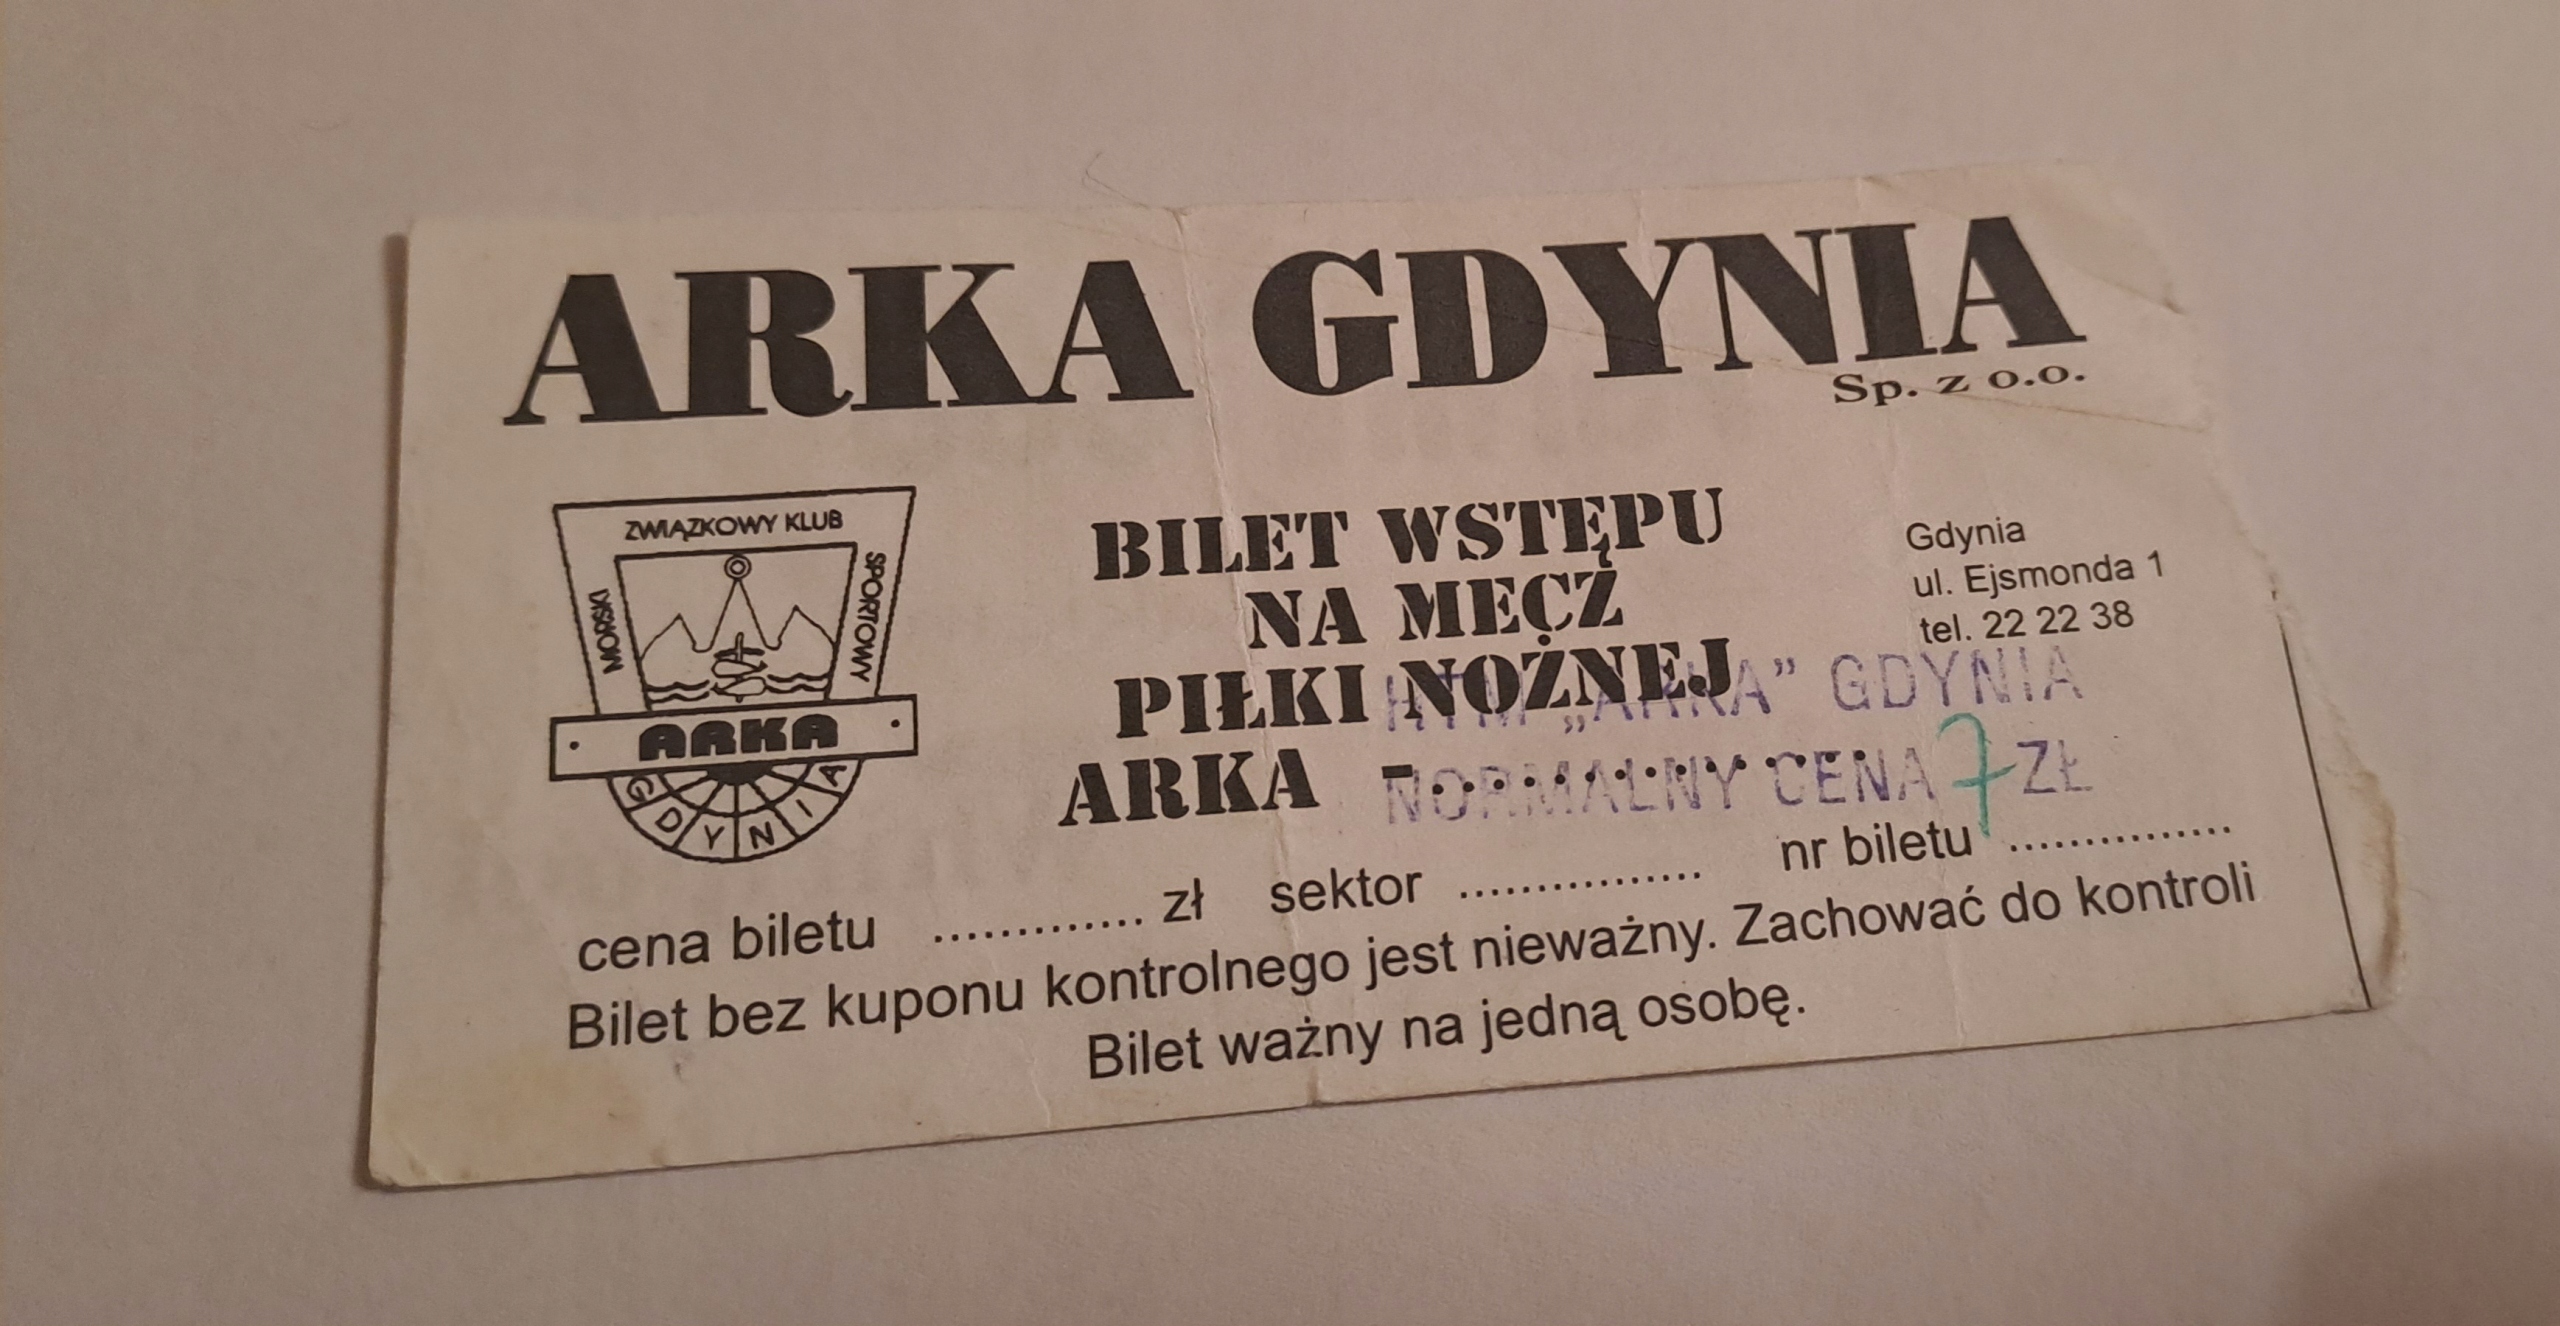 ARKA GDYNIA
Sp. z o.o.
ZWIĄZKOWY KLUB
SPORTOWY
MORSKI
ARKA
GDYNIA
BILET WSTĘPU
NA MECZ
PIŁKI NOŻNEJ
ARKA - ..............
Gdynia
ul. Ejsmonda 1
tel. 22 22 38
"ARKA" GDYNIA
NORMALNY CENA 7 ZŁ
cena biletu ............. zł sektor ................ nr biletu ...............
Bilet bez kuponu kontrolnego jest nieważny. Zachować do kontroli
Bilet ważny na jedną osobę.